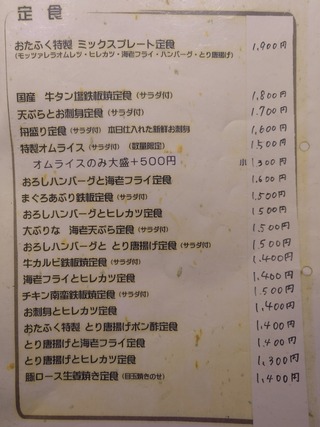 定食
おたふく特製 ミックスプレート定食 1,900円
(モッツァレラオムレツ・ヒレカツ・海老フライ・ハンバーグ・とり唐揚げ)
国産 牛タン塩鉄板焼定食(サラダ付) 1,800円
天ぷらとお刺身定食(サラダ付) 1,700円
舟盛り定食(サラダ付) 本日仕入れた新鮮お刺身 1,600円
特製オムライス(サラダ付) (数量限定) 1,500円
オムライスのみ大盛+500円 1,300円
おろしハンバーグと海老フライ定食 1,600円
まぐろあぶり鉄板定食(サラダ付) 1,500円
おろしハンバーグとヒレカツ定食 1,500円
大ぶりな 海老天ぷら定食(サラダ付) 1,500円
おろしハンバーグと とり唐揚定食(サラダ付) 1,500円
牛カルビ鉄板焼定食(サラダ付) 1,400円
海老フライとヒレカツ定食 1,400円
チキン南蛮鉄板焼定食(サラダ付) 1,500円
お刺身とヒレカツ定食 1,400円
おたふく特製 とり唐揚げポン酢定食 1,400円
とり唐揚げと海老フライ定食 1,400円
とり唐揚げとヒレカツ定食 1,300円
豚ロース生姜焼き定食(目玉焼きのせ) 1,400円